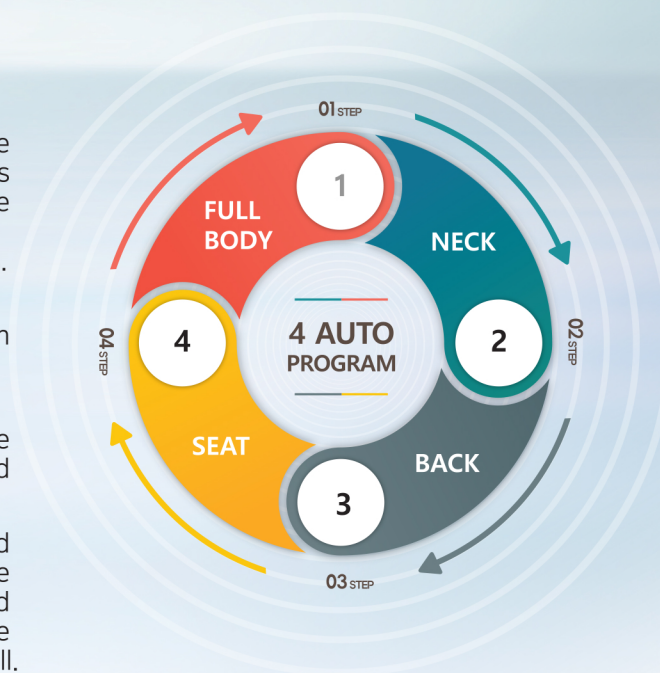 e
s
e
.
n
e
d
d
e
d
e
ll.
01 STEP
1
FULL
BODY
NECK
2
02 STEP
BACK
3
03 STEP
SEAT
4
04 STEP
4 AUTO
PROGRAM